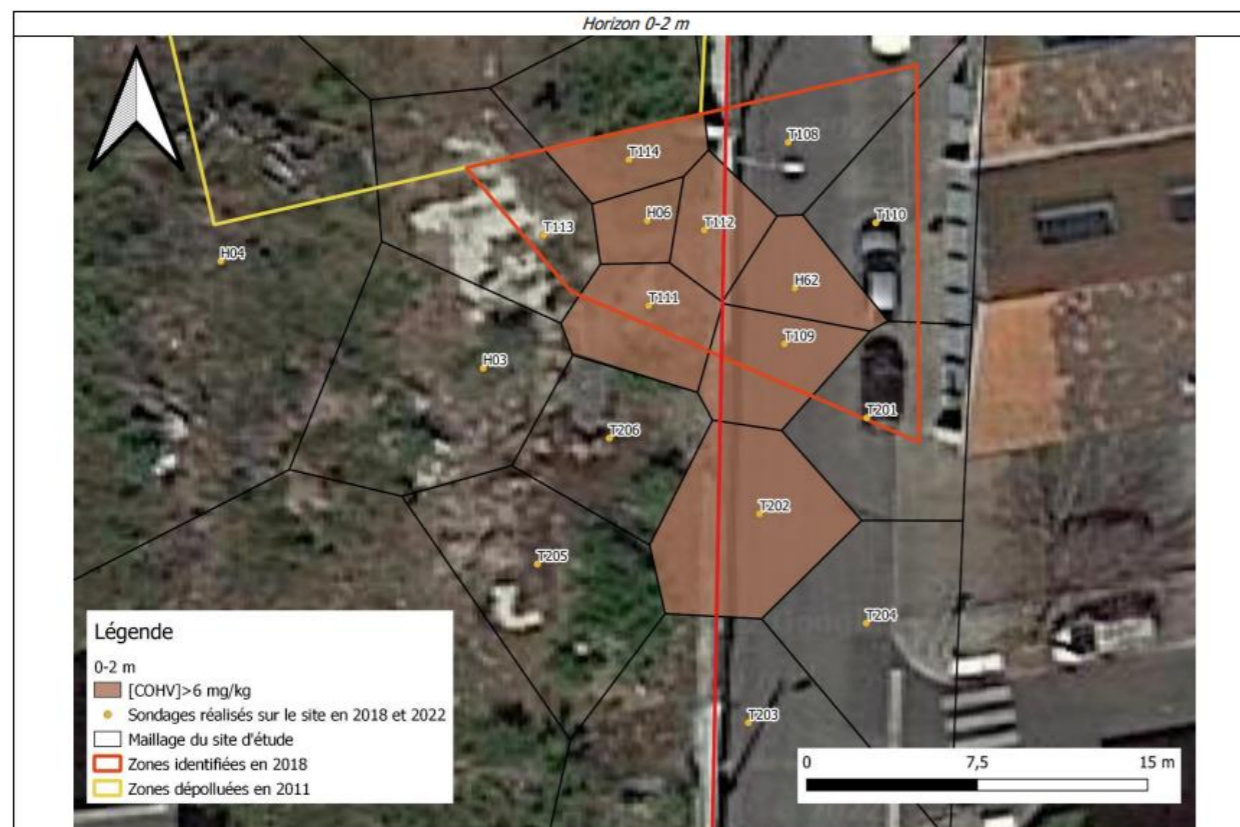 Horizon 0-2 m
T108
T114
H06
T112
T110
T113
H04
H62
T111
T109
H03
T201
T206
T202
T205
T204
T203
Légende
0-2 m
[COHV]>6 mg/kg
Sondages réalisés sur le site en 2018 et 2022
Maillage du site d'étude
Zones identifiées en 2018
Zones dépolluées en 2011
0 7,5 15 m